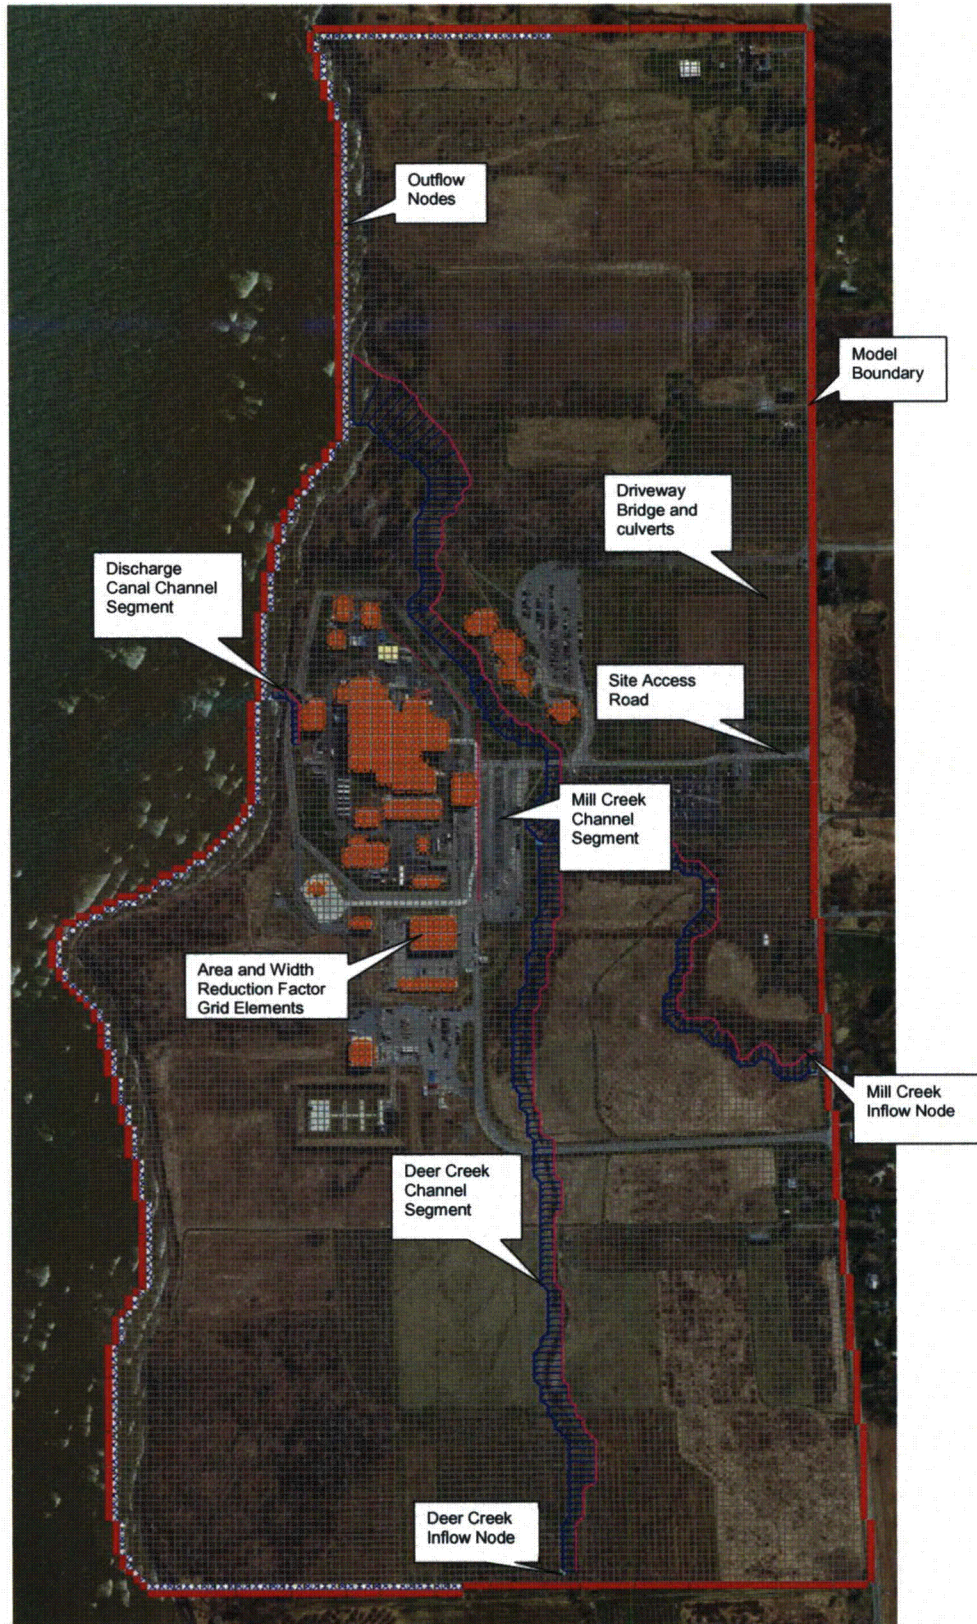 Outflow
Nodes
Model
Boundary
Driveway
Bridge and
culverts
Discharge
Canal Channel
Segment
Site Access
Road
Mill Creek
Channel
Segment
Area and Width
Reduction Factor
Grid Elements
Mill Creek
Inflow Node
Deer Creek
Channel
Segment
Deer Creek
Inflow Node